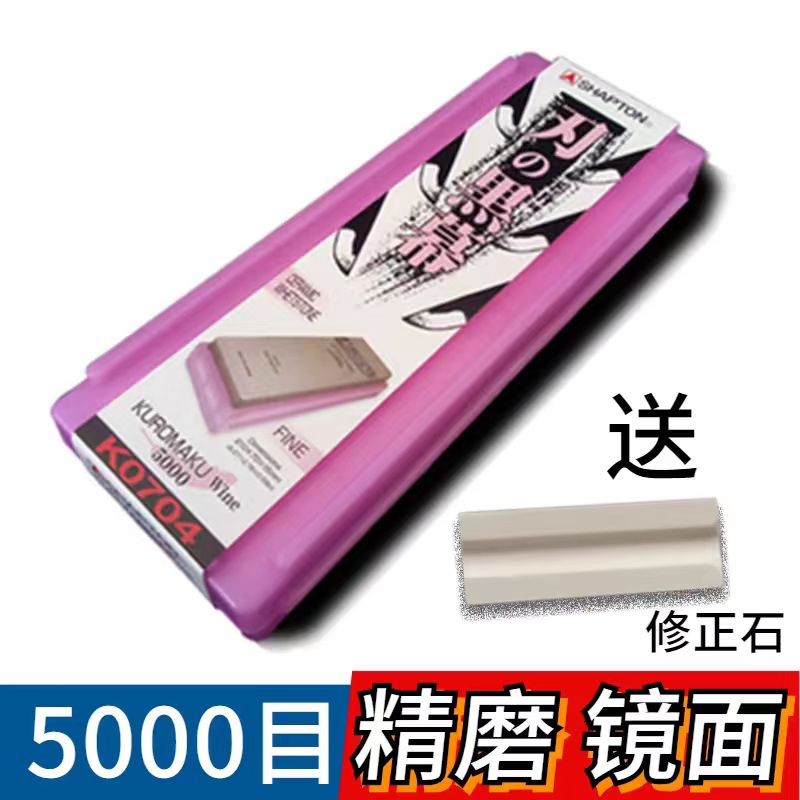 SHAPTON
刃の黒幕
CERAMIC
WHETSTONE
KUROMAKU
5000
Wine
FINE
K0704
送
修正石
5000目 精磨 镜面